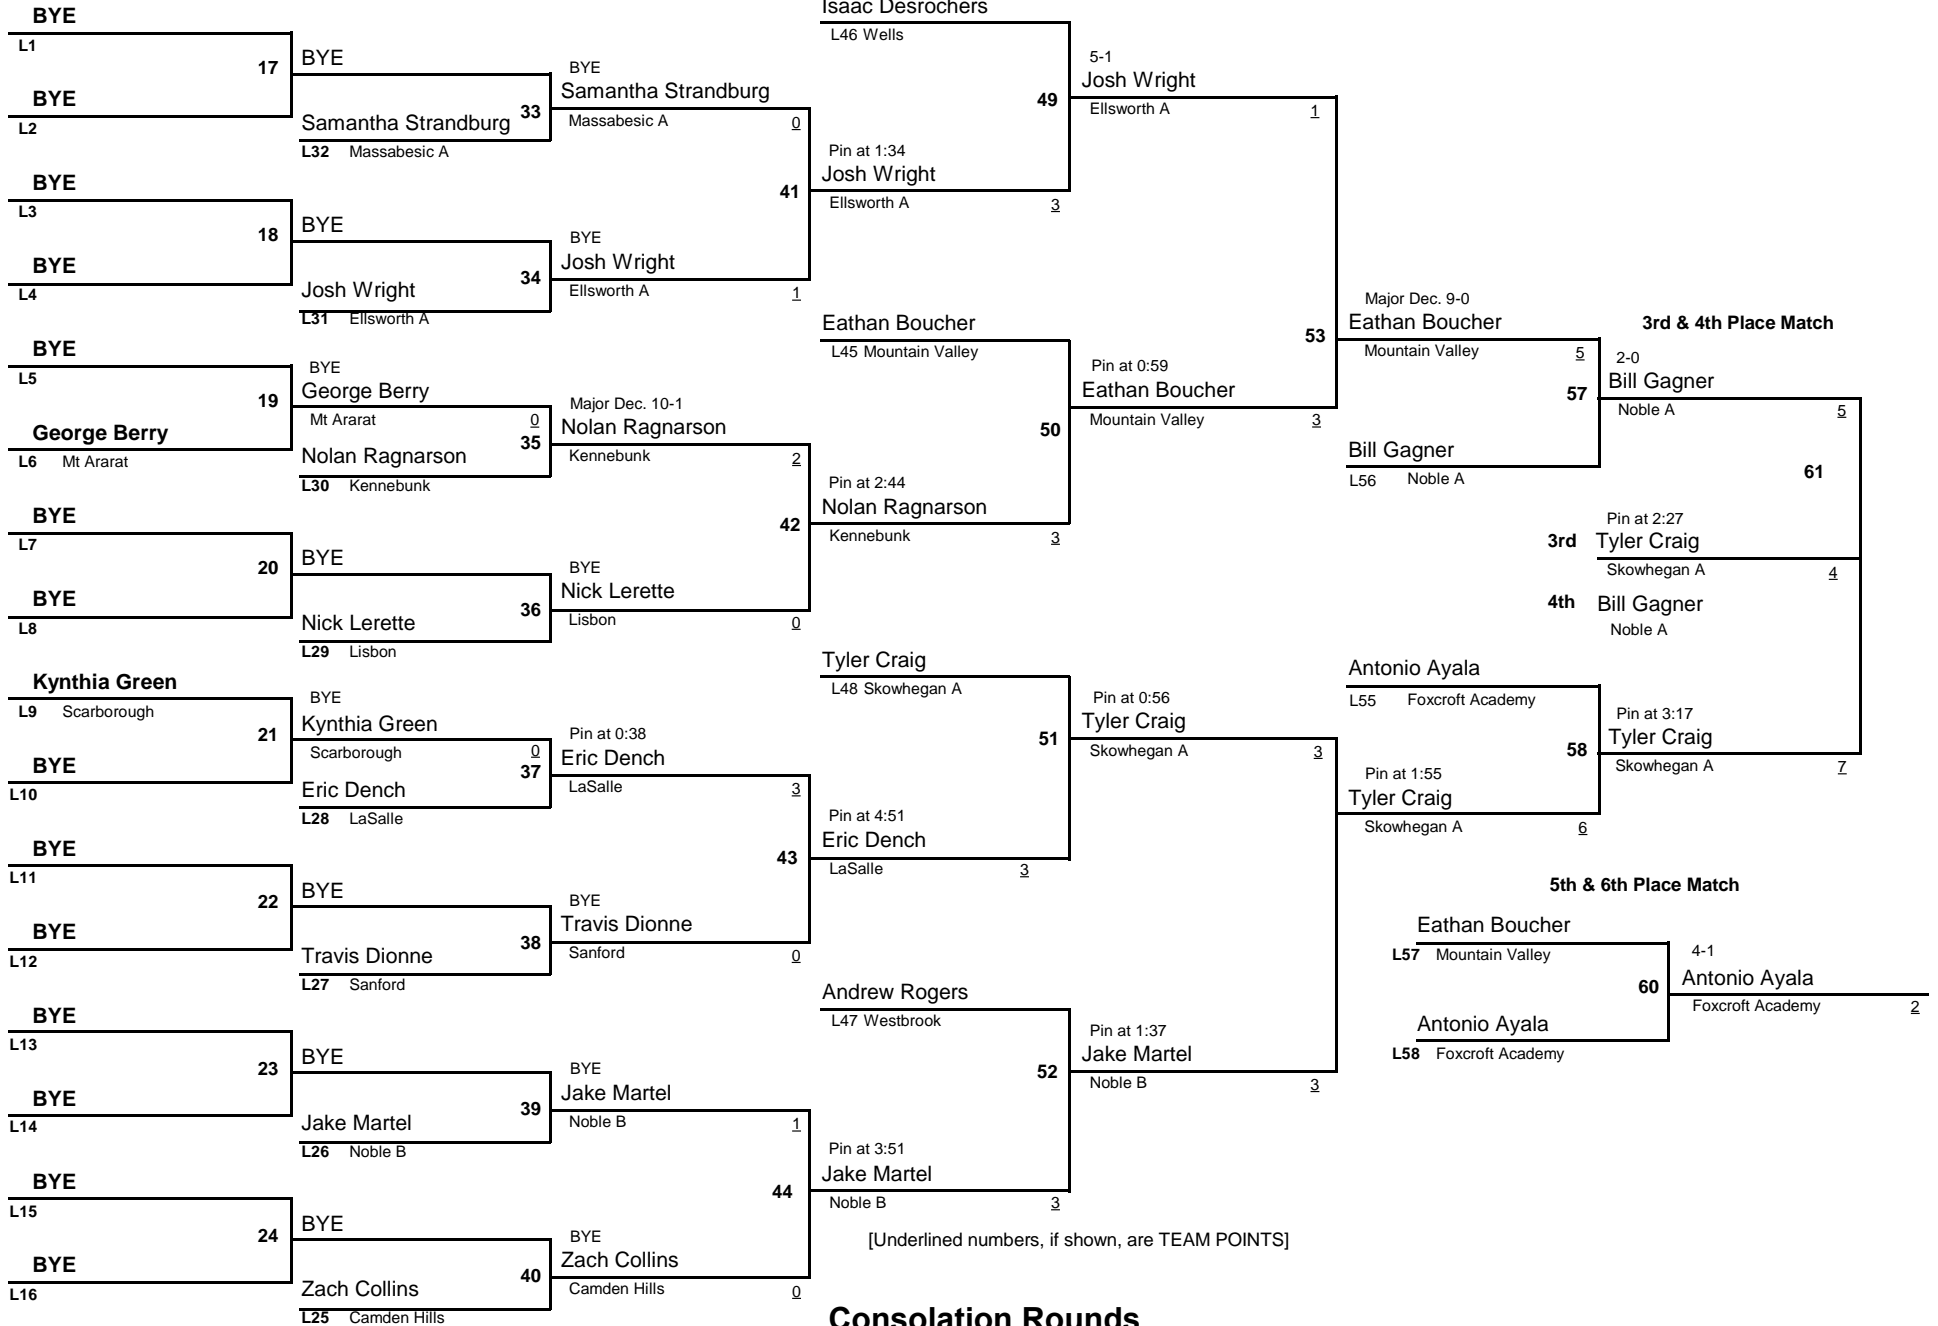 BYE
L1
17
BYE
L2
BYE
Samantha Strandburg
L32 Massabesic A
33
BYE
L3
18
BYE
L4
BYE
Josh Wright
L31 Ellsworth A
34
BYE
L5
19
George Berry
L6 Mt Ararat
BYE
George Berry
Mt Ararat 0
35
Nolan Ragnarson
L30 Kennebunk
BYE
L7
20
BYE
L8
BYE
Nick Lerette
L29 Lisbon
36
Kynthia Green
L9 Scarborough
21
BYE
L10
BYE
Kynthia Green
Scarborough 0
37
Eric Dench
L28 LaSalle
BYE
L11
22
BYE
L12
BYE
Travis Dionne
L27 Sanford
38
BYE
L13
23
BYE
L14
BYE
Jake Martel
L26 Noble B
39
BYE
L15
24
BYE
L16
BYE
Zach Collins
L25 Camden Hills
40
BYE
Samantha Strandburg
Massabesic A 0
41
BYE
Josh Wright
Ellsworth A 1
Major Dec. 10-1
Nolan Ragnarson
Kennebunk 2
42
BYE
Nick Lerette
Lisbon 0
Pin at 0:38
Eric Dench
LaSalle 3
43
BYE
Travis Dionne
Sanford 0
BYE
Jake Martel
Noble B 1
44
BYE
Zach Collins
Camden Hills 0
Isaac Desrochers
L46 Wells
49
Pin at 1:34
Josh Wright
Ellsworth A 3
Eathan Boucher
L45 Mountain Valley
50
Pin at 2:44
Nolan Ragnarson
Kennebunk 3
Tyler Craig
L48 Skowhegan A
51
Pin at 4:51
Eric Dench
LaSalle 3
Andrew Rogers
L47 Westbrook
52
Pin at 3:51
Jake Martel
Noble B 3
5-1
Josh Wright
Ellsworth A 1
53
Pin at 0:59
Eathan Boucher
Mountain Valley 3
Pin at 0:56
Tyler Craig
Skowhegan A 3
Pin at 1:37
Jake Martel
Noble B 3
Major Dec. 9-0
Eathan Boucher
Mountain Valley 5
57
Bill Gagner
L56 Noble A
Antonio Ayala
L55 Foxcroft Academy
58
Pin at 1:55
Tyler Craig
Skowhegan A 6
3rd & 4th Place Match
2-0
Bill Gagner
Noble A 5
61
Pin at 2:27
3rd Tyler Craig
Skowhegan A 4
4th Bill Gagner
Noble A
Pin at 3:17
Tyler Craig
Skowhegan A 7
5th & 6th Place Match
Eathan Boucher
L57 Mountain Valley
60
Antonio Ayala
L58 Foxcroft Academy
4-1
Antonio Ayala
Foxcroft Academy 2
[Underlined numbers, if shown, are TEAM POINTS]
Consolation Rounds